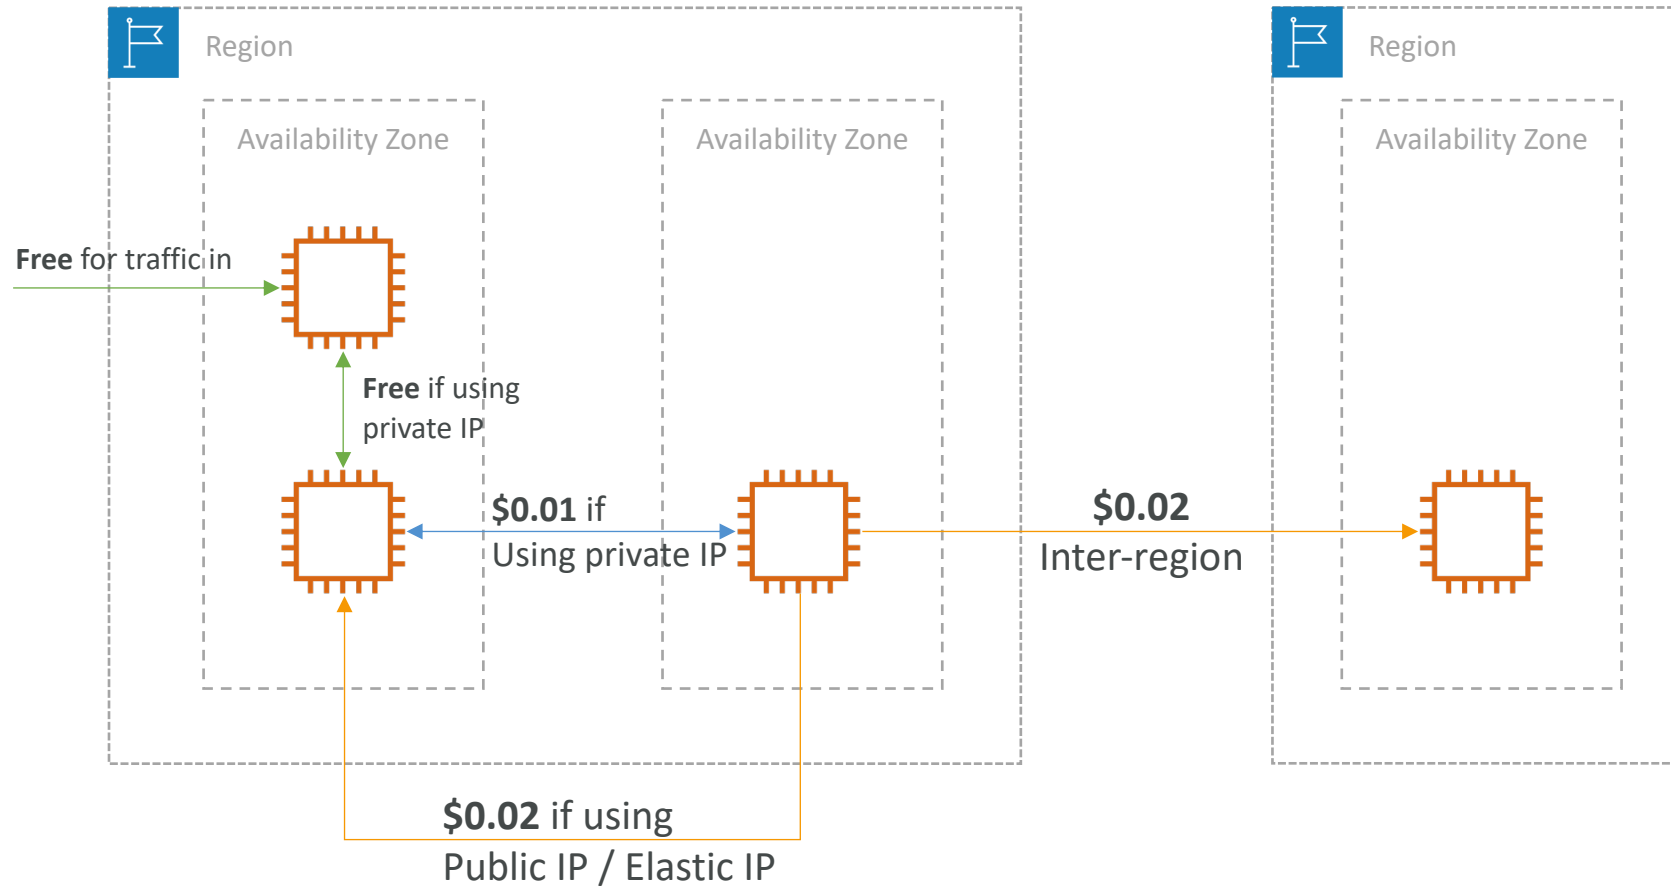 Region
Region
Availability Zone
Availability Zone
Availability Zone
Free for traffic in
Free if using
private IP
$0.01 if
Using private IP
$0.02
Inter-region
$0.02 if using
Public IP / Elastic IP